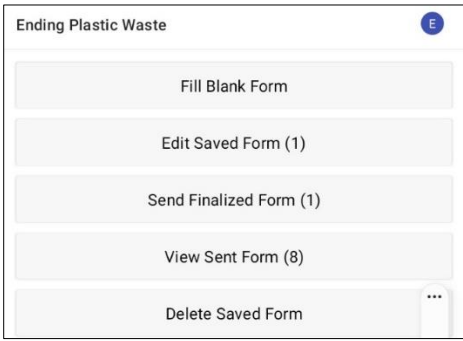 Ending Plastic Waste
E
Fill Blank Form
Edit Saved Form (1)
Send Finalized Form (1)
View Sent Form (8)
Delete Saved Form